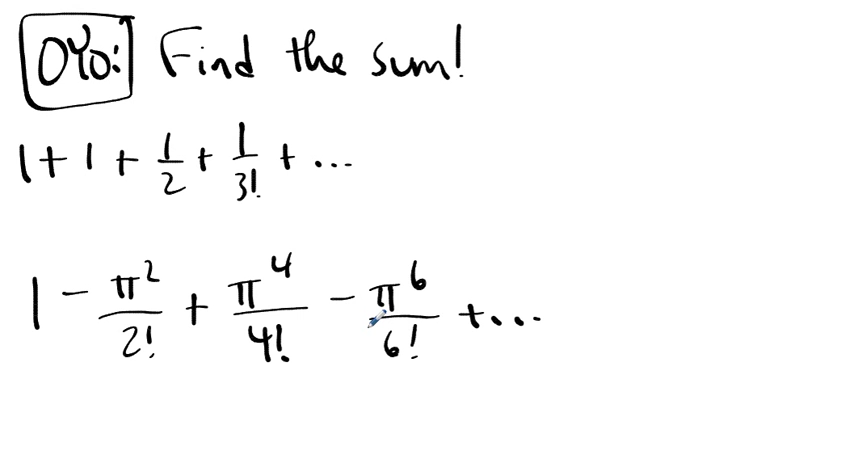 OYO: Find the sum!
1 + 1 + 1/2 + 1/3! + ...
1 - π²/2! + π⁴/4! - π⁶/6! + ...